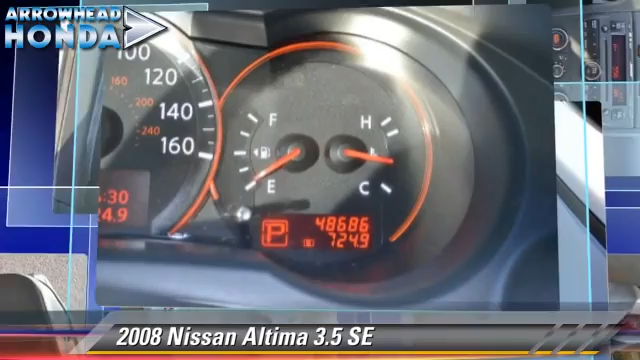 ARROWHEAD
HONDA
100
120
140
160
160
200
240
F
E
H
C
:30
24.9
P
48686
724.9
2008 Nissan Altima 3.5 SE